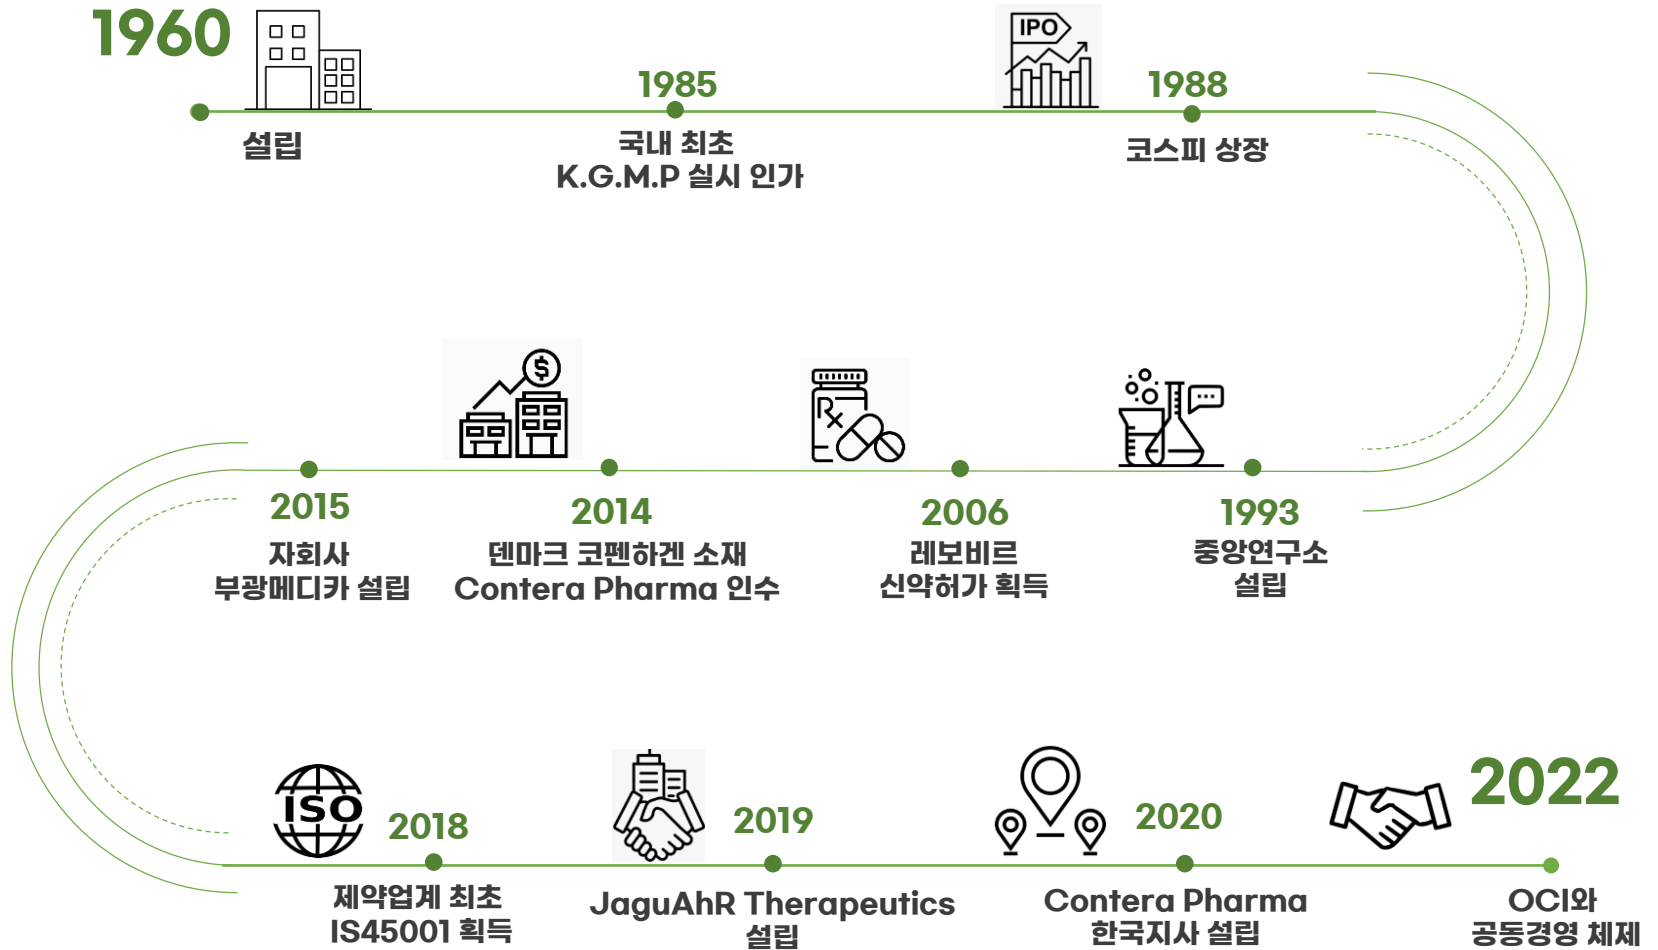 1960
설립
1985
국내 최초
K.G.M.P 실시 인가
IPO
1988
코스피 상장
1993
중앙연구소
설립
Rx
2006
레보비르
신약허가 획득
$
2014
덴마크 코펜하겐 소재
Contera Pharma 인수
2015
자회사
부광메디카 설립
ISO
2018
제약업계 최초
IS45001 획득
2019
JaguAhR Therapeutics
설립
2020
Contera Pharma
한국지사 설립
2022
OCI와
공동경영 체제